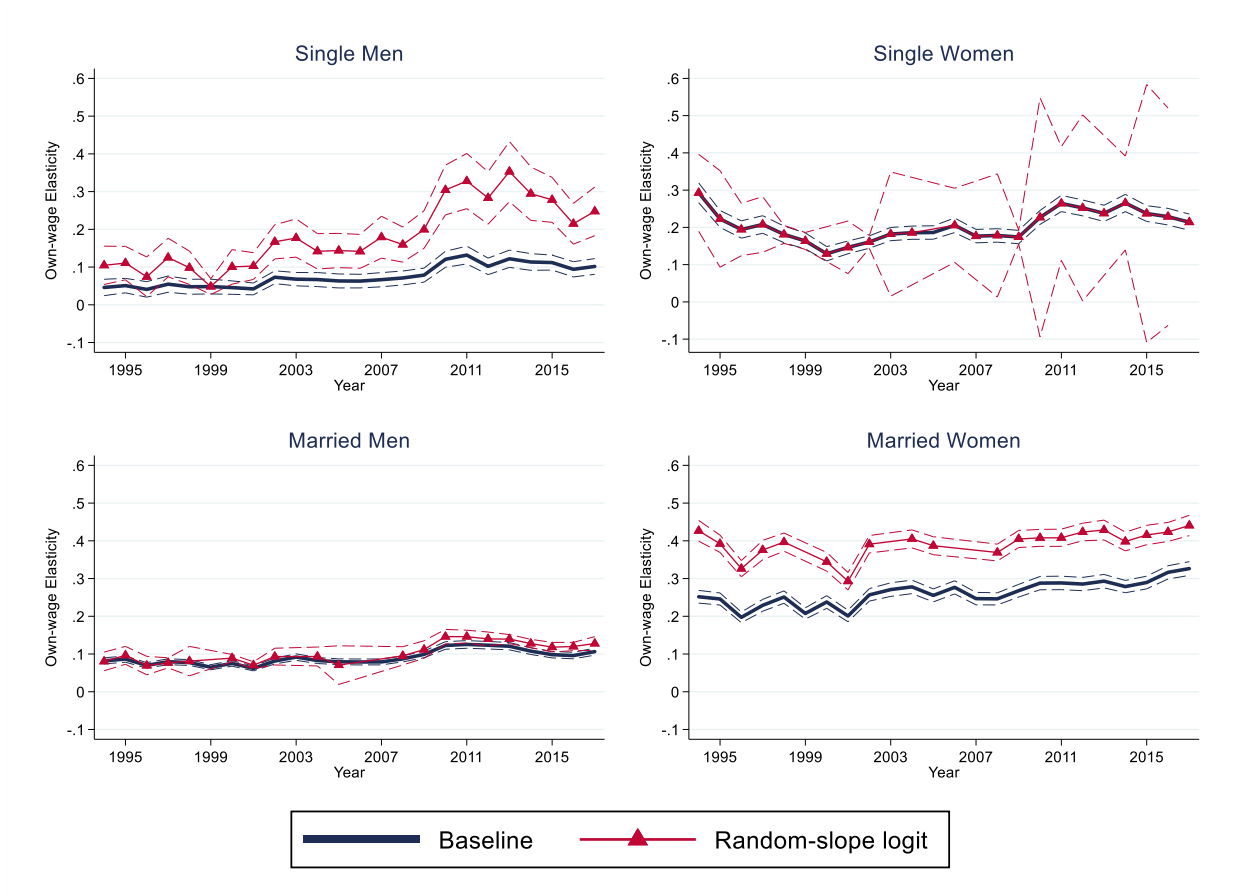 Single Men
Single Women
Own-wage Elasticity
.6
.5
.4
.3
.2
.1
0
-.1
1995 1999 2003 2007 2011 2015
Year
Own-wage Elasticity
.6
.5
.4
.3
.2
.1
0
-.1
1995 1999 2003 2007 2011 2015
Year
Married Men
Married Women
Own-wage Elasticity
.6
.5
.4
.3
.2
.1
0
-.1
1995 1999 2003 2007 2011 2015
Year
Own-wage Elasticity
.6
.5
.4
.3
.2
.1
0
-.1
1995 1999 2003 2007 2011 2015
Year
Baseline Random-slope logit